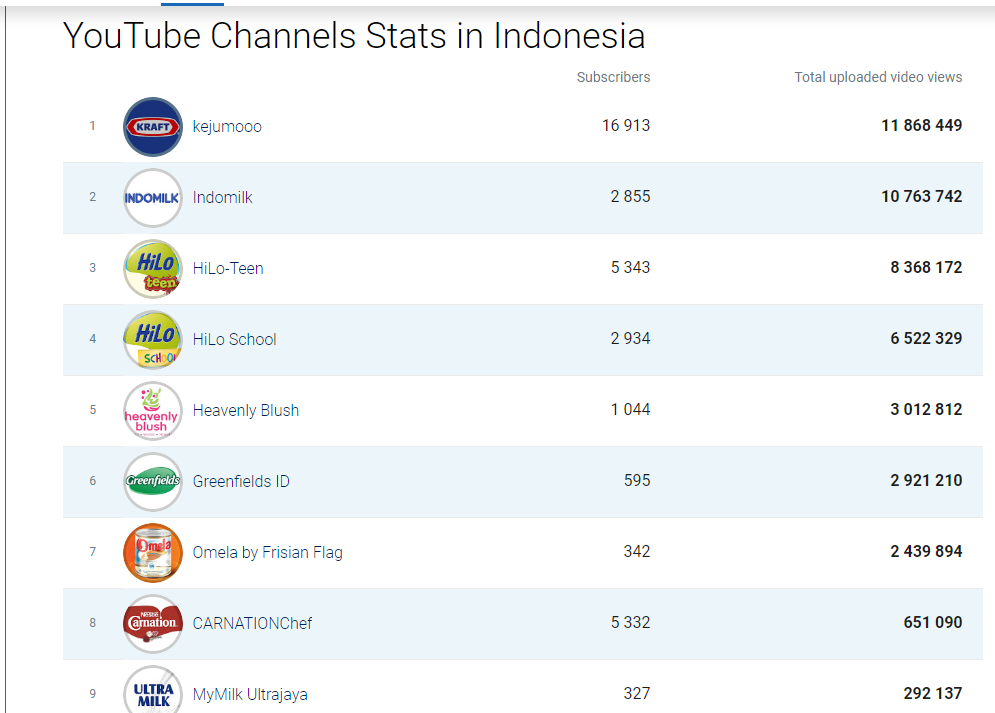 YouTube Channels Stats in Indonesia
Subscribers Total uploaded video views
1 KRAFT kejumooo 16 913 11 868 449
2 INDOMILK Indomilk 2 855 10 763 742
3 HiLo teen HiLo-Teen 5 343 8 368 172
4 HiLo SCHOOL HiLo School 2 934 6 522 329
5 heavenly blush Heavenly Blush 1 044 3 012 812
6 Greenfields Greenfields ID 595 2 921 210
7 Omela Omela by Frisian Flag 342 2 439 894
8 NESTLÉ Carnation CARNATIONChef 5 332 651 090
9 ULTRA MILK MyMilk Ultrajaya 327 292 137